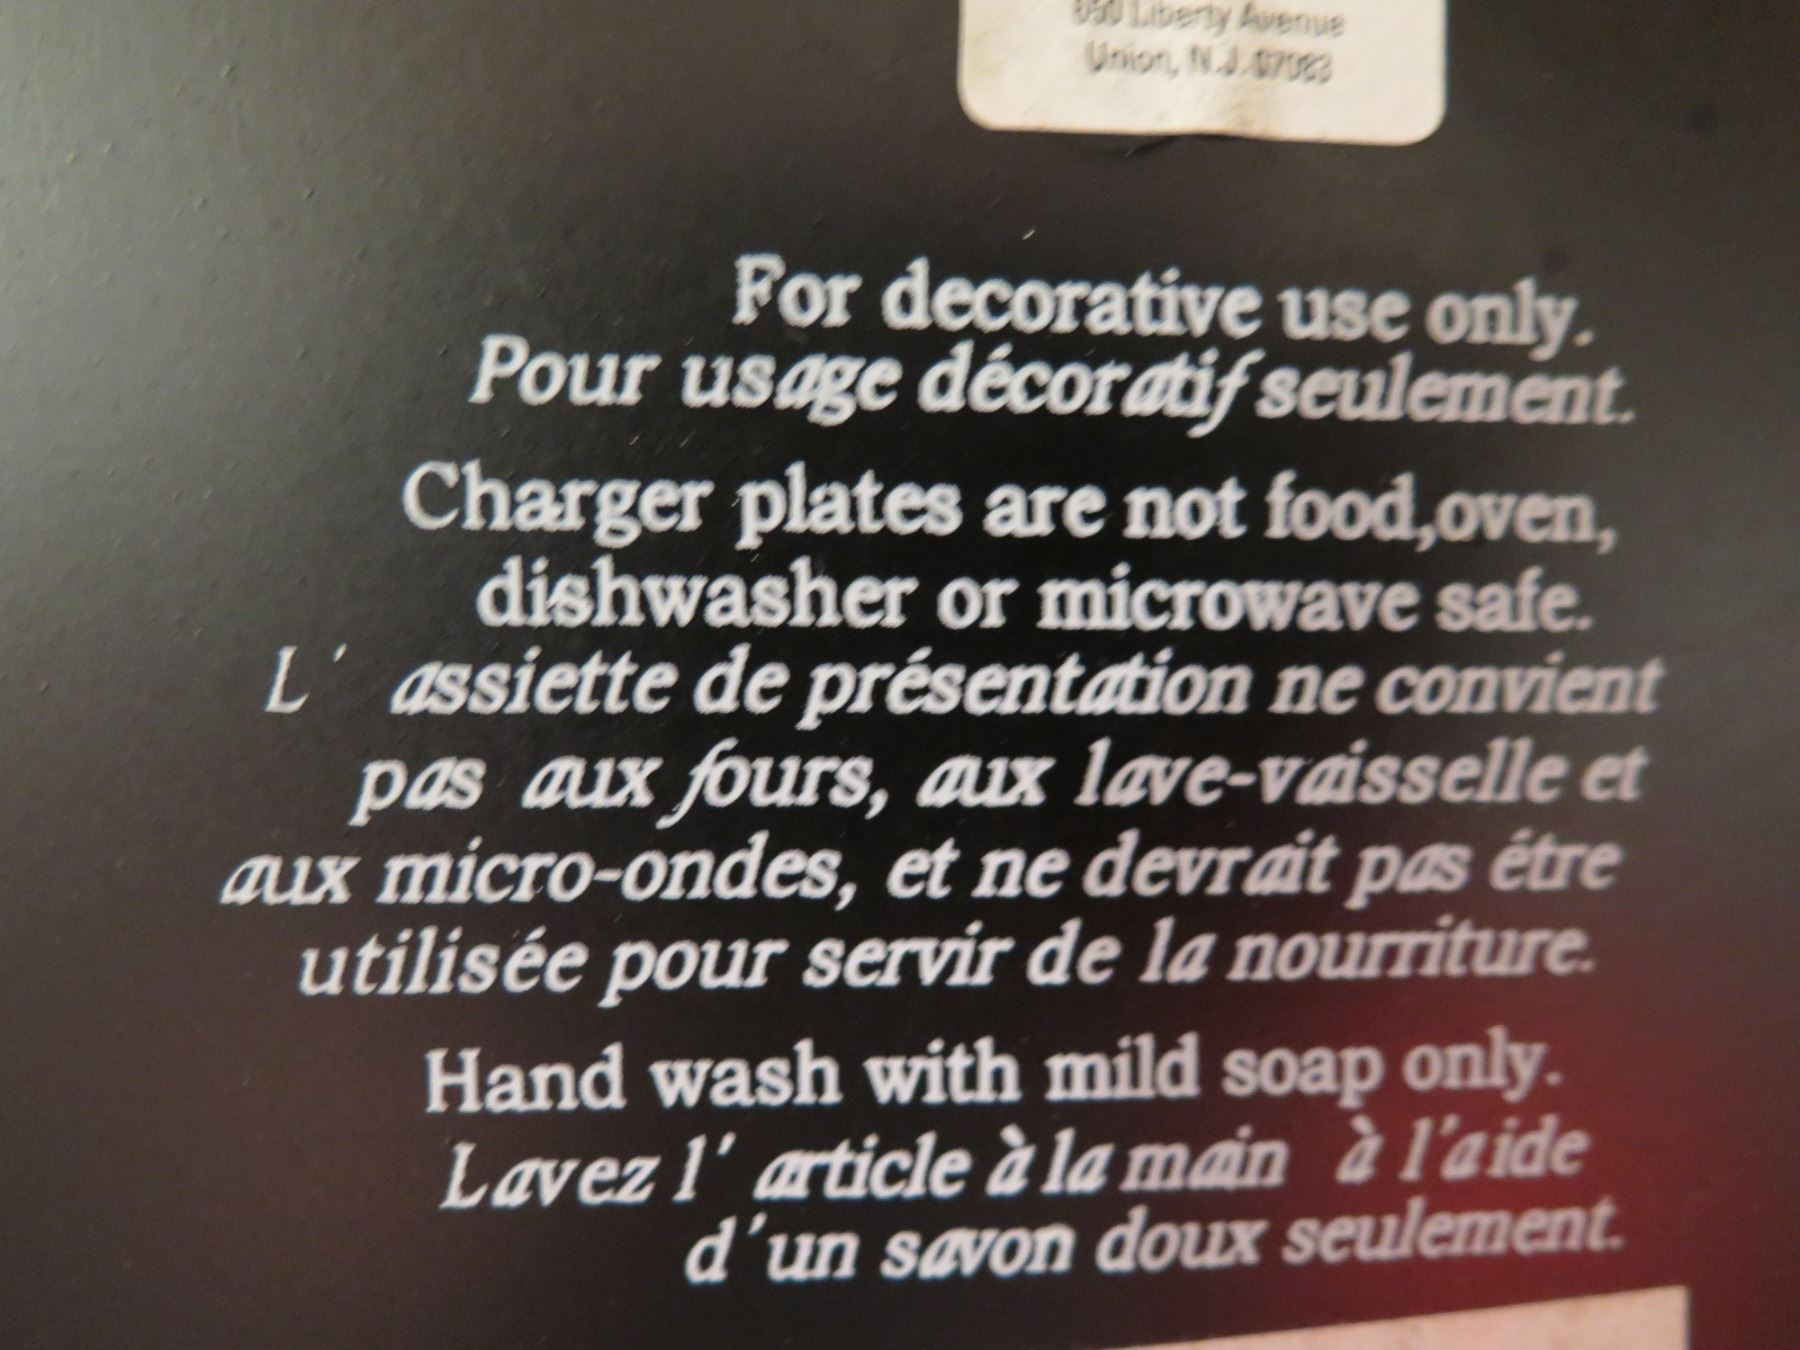 650 Liberty Avenue
Union, N.J. 07083
For decorative use only.
Pour usage décoratif seulement.
Charger plates are not food,oven,
dishwasher or microwave safe.
L' assiette de présentation ne convient
pas aux fours, aux lave-vaisselle et
aux micro-ondes, et ne devrait pas étre
utilisée pour servir de la nourriture.
Hand wash with mild soap only.
Lavez l' article à la main à l'aide
d'un savon doux seulement.